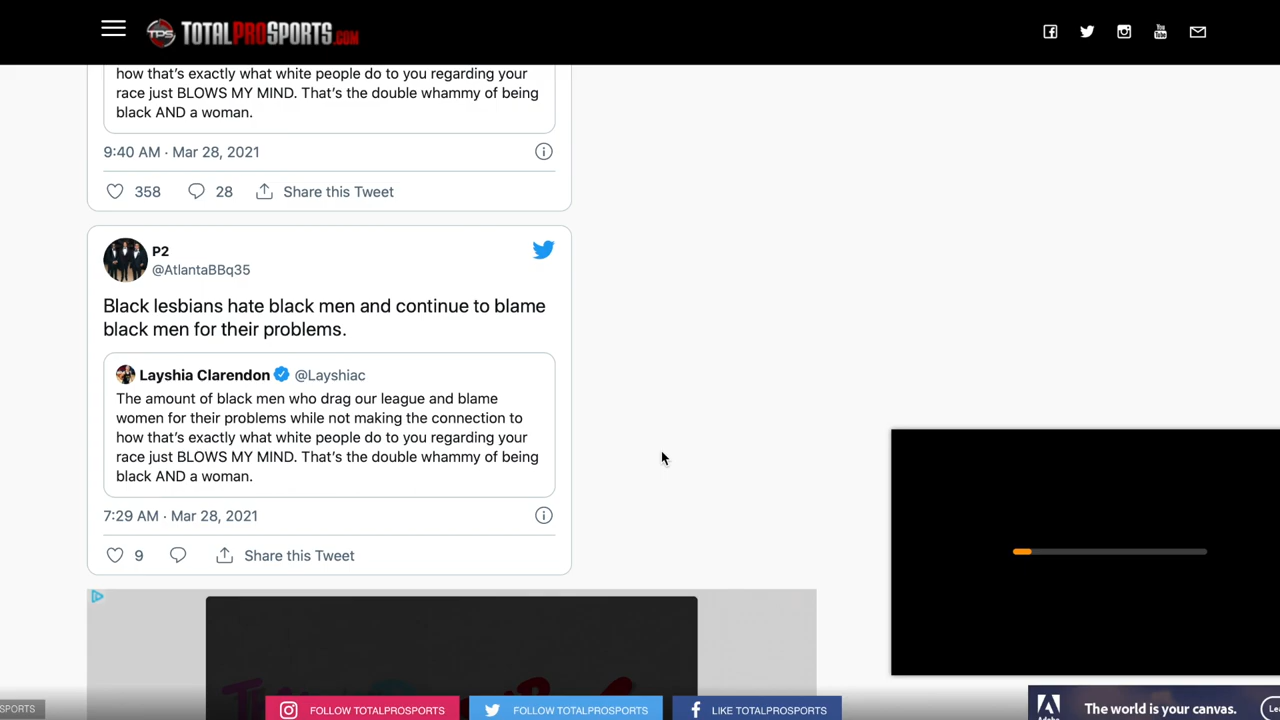 TPS TOTALPROSPORTS.COM
how that's exactly what white people do to you regarding your
race just BLOWS MY MIND. That's the double whammy of being
black AND a woman.
9:40 AM · Mar 28, 2021
358 28 Share this Tweet
P2
@AtlantaBBq35
Black lesbians hate black men and continue to blame
black men for their problems.
Layshia Clarendon @Layshiac
The amount of black men who drag our league and blame
women for their problems while not making the connection to
how that's exactly what white people do to you regarding your
race just BLOWS MY MIND. That's the double whammy of being
black AND a woman.
7:29 AM · Mar 28, 2021
9 Share this Tweet
SPORTS
FOLLOW TOTALPROSPORTS
FOLLOW TOTALPROSPORTS
LIKE TOTALPROSPORTS
The world is your canvas.